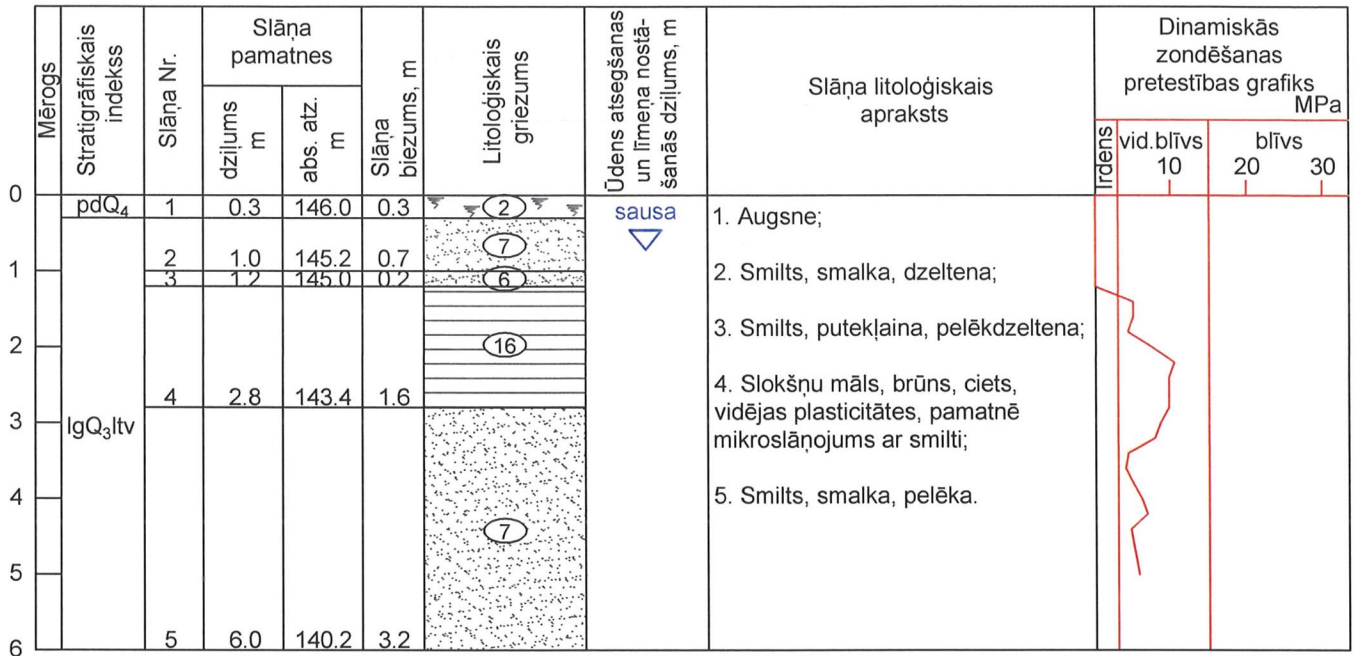 Mērogs
Stratigrāfiskais
indekss
Slāņa Nr.
Slāņa
pamatnes
dziļums
m
abs. atz.
m
Slāņa
biezums, m
Litoloģiskais
griezums
Ūdens atsegšanas
un līmeņa nostā-
šanās dziļums, m
Slāņa litoloģiskais
apraksts
Dinamiskās
zondēšanas
pretestības grafiks
MPa
Irdens
vid.blīvs
blīvs
10 20 30
0
pdQ4 1 0.3 146.0 0.3 2
sausa
1. Augsne;
7
2 1.0 145.2 0.7
2. Smilts, smalka, dzeltena;
1
3 1.2 145.0 0.2 6
3. Smilts, putekļaina, pelēkdzeltena;
2
16
4. Slokšņu māls, brūns, ciets,
vidējas plasticitātes, pamatnē
mikroslāņojums ar smilti;
4 2.8 143.4 1.6
3
lgQ3ltv
4
5. Smilts, smalka, pelēka.
7
5
5 6.0 140.2 3.2
6